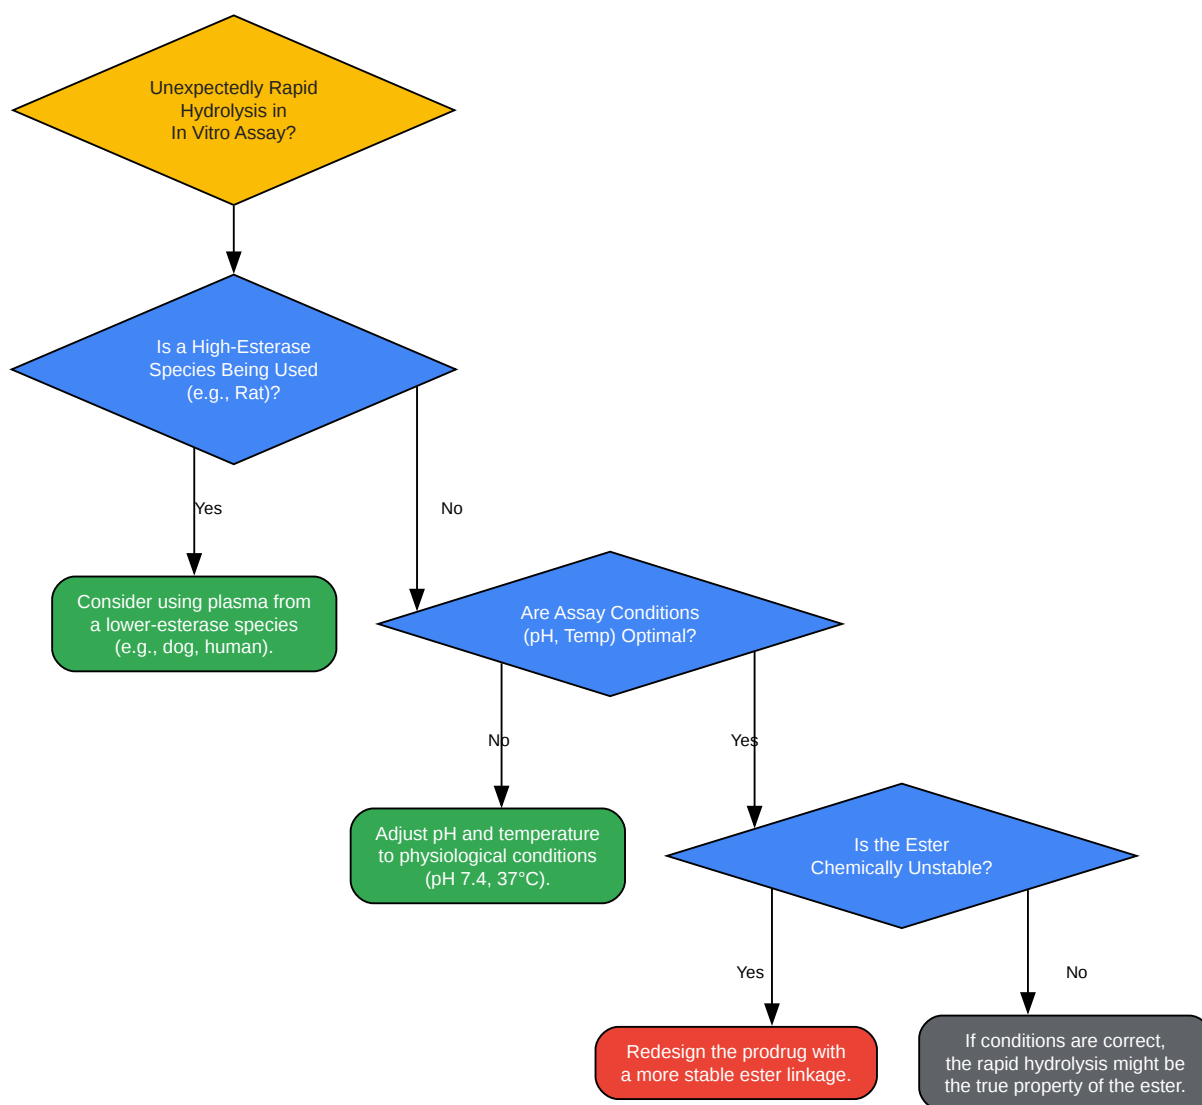 Unexpectedly Rapid
Hydrolysis in
In Vitro Assay?
Is a High-Esterase
Species Being Used
(e.g., Rat)?
Yes
No
Consider using plasma from
a lower-esterase species
(e.g., dog, human).
Are Assay Conditions
(pH, Temp) Optimal?
No
Yes
Adjust pH and temperature
to physiological conditions
(pH 7.4, 37°C).
Is the Ester
Chemically Unstable?
Yes
No
Redesign the prodrug with
a more stable ester linkage.
If conditions are correct,
the rapid hydrolysis might be
the true property of the ester.